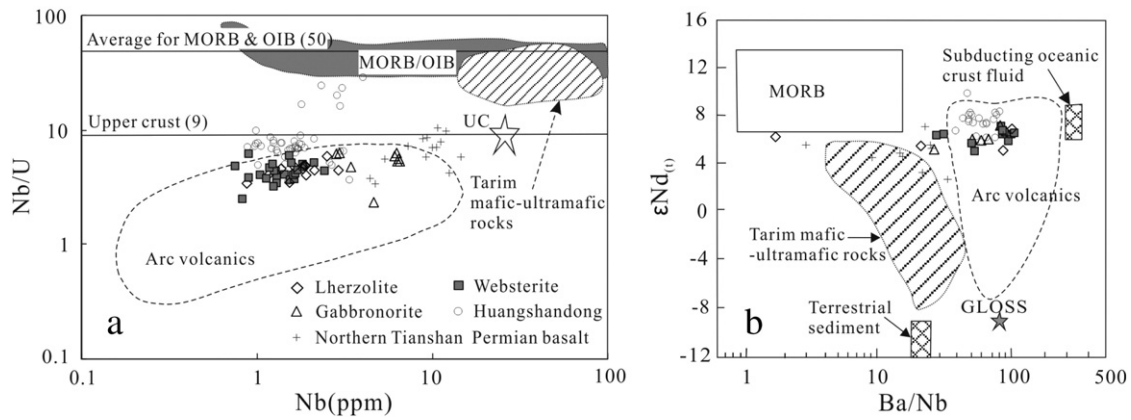 a
Nb/U
100
10
1
0.1
Average for MORB & OIB (50)
MORB/OIB
Upper crust (9)
UC
Tarim
mafic-ultramafic
rocks
Arc volcanics
Lherzolite
Websterite
Gabbronorite
Huangshandong
Northern Tianshan Permian basalt
0.1
1
10
100
Nb(ppm)
b
εNd(t)
16
12
8
4
0
-4
-8
-12
MORB
Subducting oceanic
crust fluid
Arc volcanics
Tarim mafic
-ultramafic rocks
GLOSS
Terrestrial
sediment
1
10
100
500
Ba/Nb